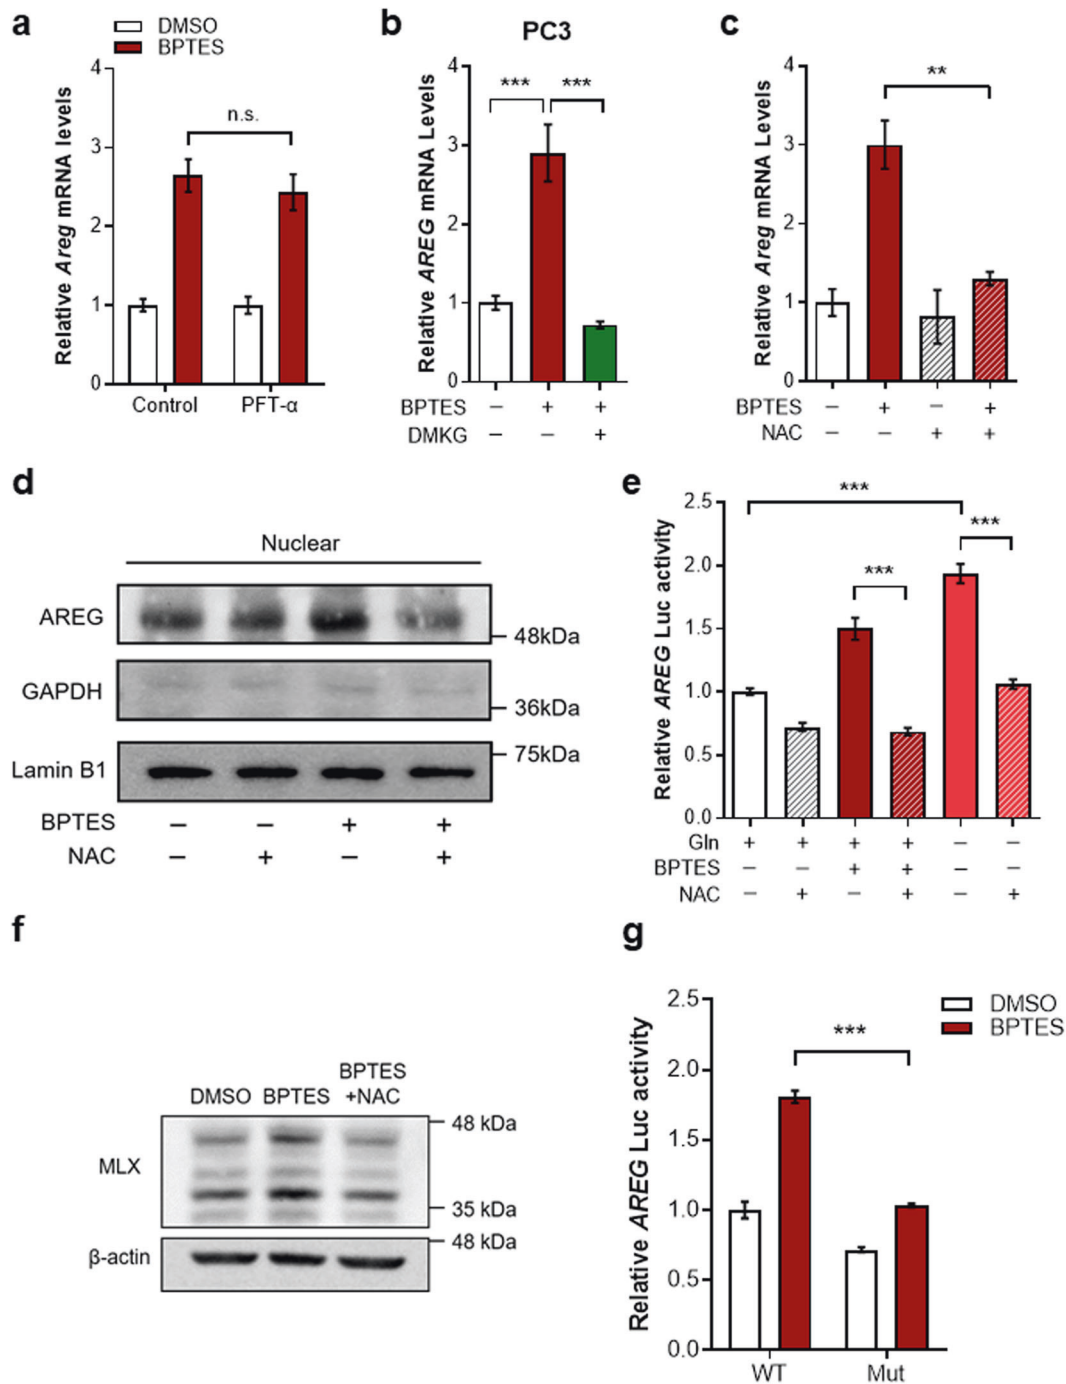 a
DMSO
BPTES
Relative Areg mRNA levels
4
3
2
1
0
n.s.
Control
PFT-α
b
PC3
Relative AREG mRNA Levels
4
3
2
1
0
*** ***
BPTES − + +
DMKG − − +
c
Relative Areg mRNA Levels
4
3
2
1
0
**
BPTES − + − +
NAC − − + +
d
Nuclear
AREG
48kDa
GAPDH
36kDa
Lamin B1
75kDa
BPTES − − + +
NAC − + − +
e
Relative AREG Luc activity
2.5
2.0
1.5
1.0
0.5
0.0
***
***
***
Gln + + + + − −
BPTES − − + + − −
NAC − + − + − +
f
DMSO BPTES BPTES
+NAC
48 kDa
MLX
35 kDa
48 kDa
β-actin
g
DMSO
BPTES
Relative AREG Luc activity
2.5
2.0
1.5
1.0
0.5
0.0
***
WT
Mut